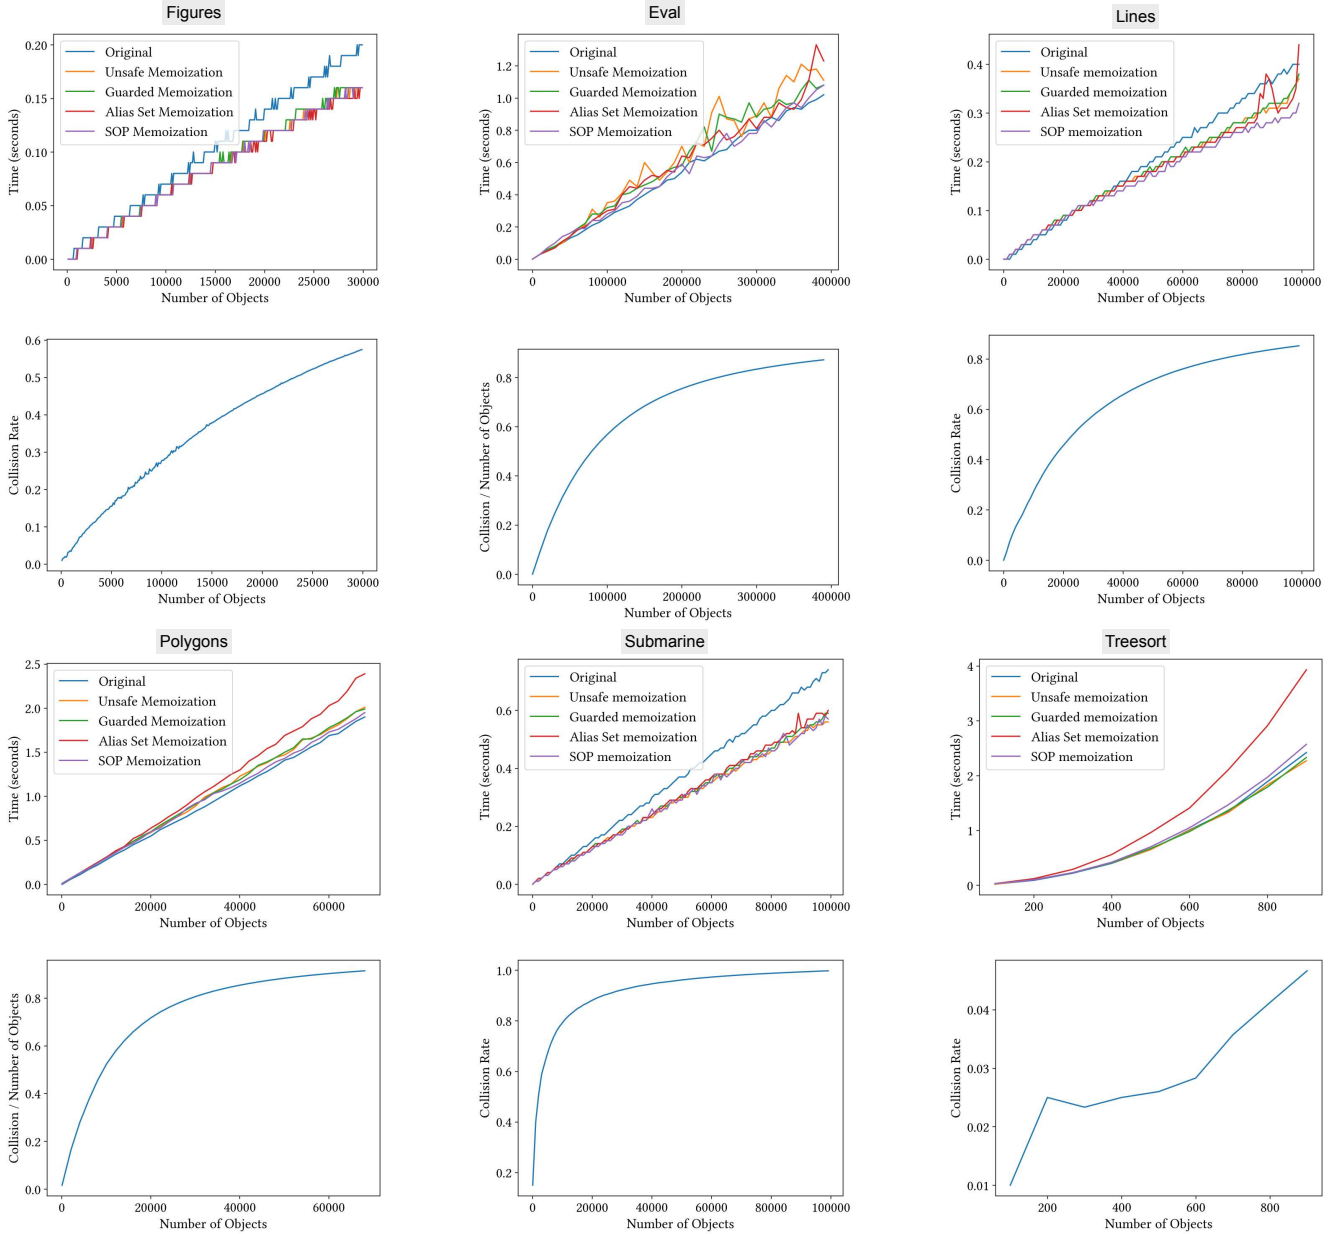 Figures
0.20
0.15
0.10
0.05
0.00
Time (seconds)
Original
Unsafe Memoization
Guarded Memoization
Alias Set Memoization
SOP Memoization
0 5000 10000 15000 20000 25000 30000
Number of Objects
Eval
1.2
1.0
0.8
0.6
0.4
0.2
0.0
Time (seconds)
Original
Unsafe Memoization
Guarded Memoization
Alias Set Memoization
SOP Memoization
0 100000 200000 300000 400000
Number of Objects
Lines
0.4
0.3
0.2
0.1
0.0
Time (seconds)
Original
Unsafe memoization
Guarded memoization
Alias Set memoization
SOP memoization
0 20000 40000 60000 80000 100000
Number of Objects
0.6
0.5
0.4
0.3
0.2
0.1
0.0
Collision Rate
0 5000 10000 15000 20000 25000 30000
Number of Objects
0.8
0.6
0.4
0.2
0.0
Collision / Number of Objects
0 100000 200000 300000 400000
Number of Objects
0.8
0.6
0.4
0.2
0.0
Collision Rate
0 20000 40000 60000 80000 100000
Number of Objects
Polygons
2.5
2.0
1.5
1.0
0.5
0.0
Time (seconds)
Original
Unsafe Memoization
Guarded Memoization
Alias Set Memoization
SOP Memoization
0 20000 40000 60000
Number of Objects
Submarine
0.6
0.4
0.2
0.0
Time (seconds)
Original
Unsafe memoization
Guarded memoization
Alias Set memoization
SOP memoization
0 20000 40000 60000 80000 100000
Number of Objects
Treesort
4
3
2
1
0
Time (seconds)
Original
Unsafe memoization
Guarded memoization
Alias Set memoization
SOP memoization
200 400 600 800
Number of Objects
0.8
0.6
0.4
0.2
0.0
Collision / Number of Objects
0 20000 40000 60000
Number of Objects
1.0
0.8
0.6
0.4
0.2
Collision Rate
0 20000 40000 60000 80000 100000
Number of Objects
0.04
0.03
0.02
0.01
Collision Rate
200 400 600 800
Number of Objects